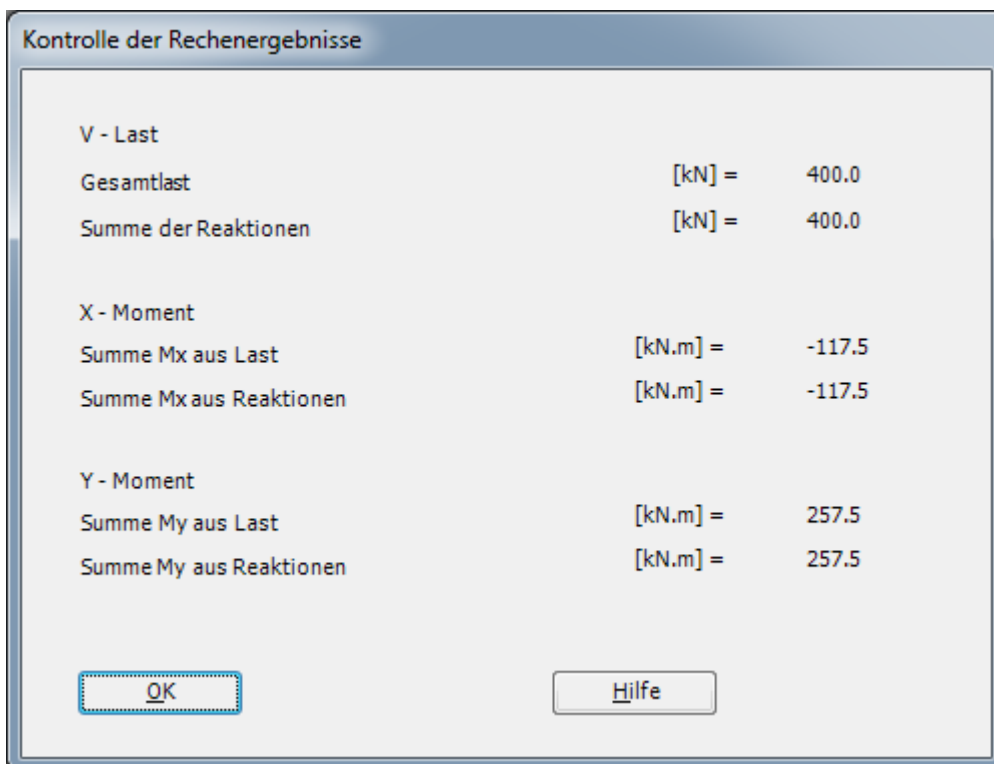 Kontrolle der Rechenergebnisse
V - Last
Gesamtlast [kN] = 400.0
Summe der Reaktionen [kN] = 400.0
X - Moment
Summe Mx aus Last [kN.m] = -117.5
Summe Mx aus Reaktionen [kN.m] = -117.5
Y - Moment
Summe My aus Last [kN.m] = 257.5
Summe My aus Reaktionen [kN.m] = 257.5
OK Hilfe